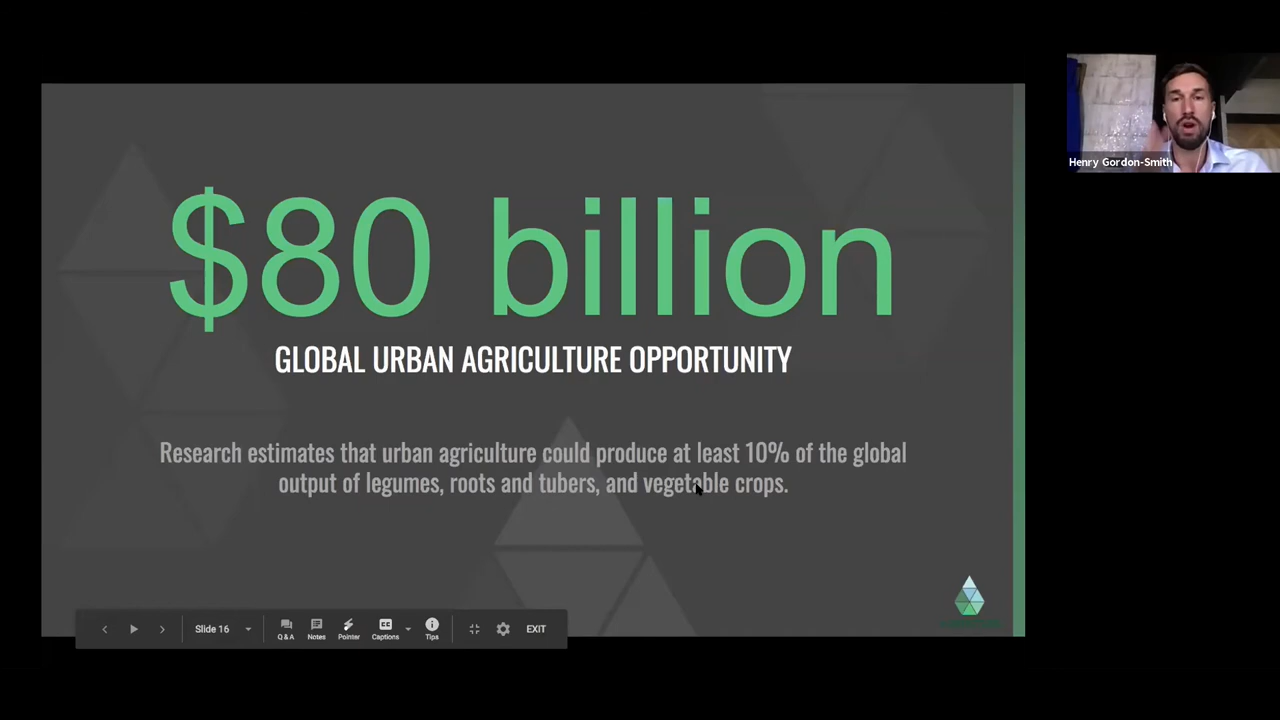 $80 billion
GLOBAL URBAN AGRICULTURE OPPORTUNITY
Research estimates that urban agriculture could produce at least 10% of the global
output of legumes, roots and tubers, and vegetable crops.
Henry Gordon-Smith
Slide 16
Q & A
Notes
Pointer
Captions
Tips
EXIT